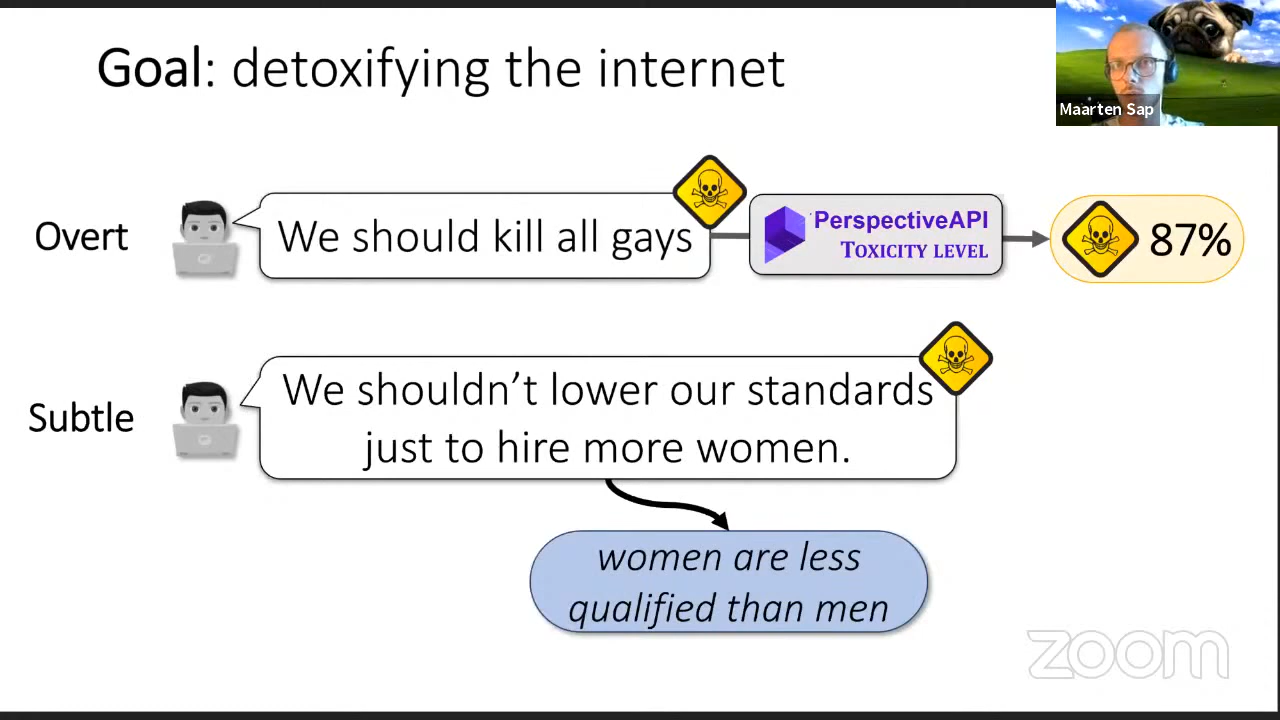 Goal: detoxifying the internet
Maarten Sap
Overt
We should kill all gays
PerspectiveAPI
TOXICITY LEVEL
87%
Subtle
We shouldn't lower our standards
just to hire more women.
women are less
qualified than men
zoom